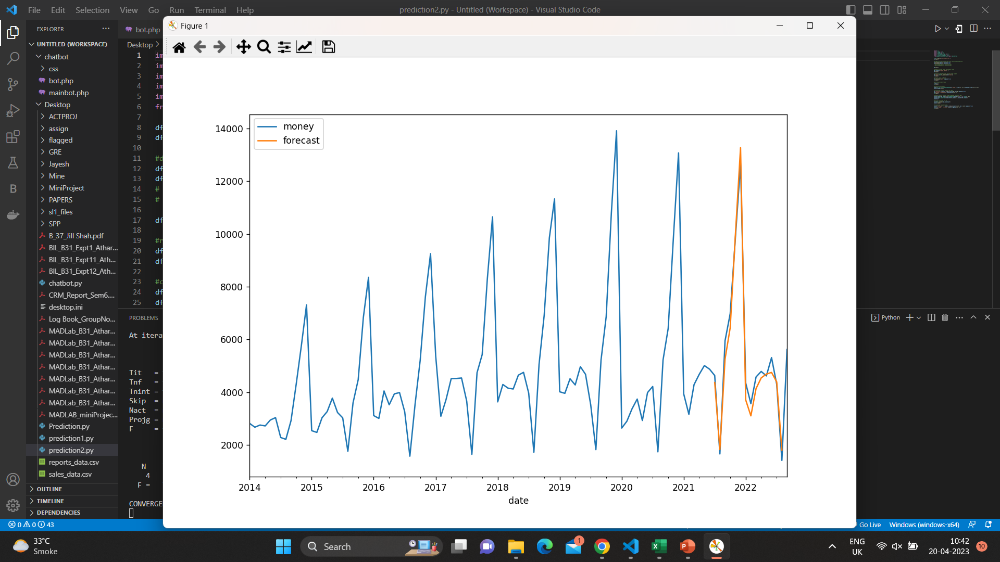 File Edit Selection View Go Run Terminal Help
prediction2.py - Untitled (Workspace) - Visual Studio Code
EXPLORER
UNTITLED (WORKSPACE)
chatbot
css
bot.php
mainbot.php
Desktop
ACTPROJ
assign
flagged
GRE
Jayesh
Mine
MiniProject
PAPERS
sl1_files
SPP
B_37_Jill Shah.pdf
BIL_B31_Expt1_Athar...
BIL_B31_Expt11_Ath...
BIL_B31_Expt12_Ath...
chatbot.py
CRM_Report_Sem6....
desktop.ini
Log Book_GroupNo...
MADLab_B31_Athar...
MADLab_B31_Athar...
MADLab_B31_Athar...
MADLab_B31_Athar...
MADLab_B31_Athar...
MADLab_B31_Athar...
MADLab_B31_Athar...
MADLAB_miniProjec...
Prediction.py
prediction1.py
prediction2.py
reports_data.csv
sales_data.csv
OUTLINE
TIMELINE
DEPENDENCIES
bot.php
Desktop
1 im
2 im
3 im
4 im
5 im
6 fr
7
8 df
9 df
10
11 #d
12 df
13 df
14 #
15 #
16
17 df
18
19 #r
20 df
21 df
22
23 #c
24 df
25 df
PROBLEMS
At itera
Tit =
Tnf =
Tnint =
Skip =
Nact =
Projg =
F =
N
4
F =
CONVERGE
Figure 1
money
forecast
14000
12000
10000
8000
6000
4000
2000
2014 2015 2016 2017 2018 2019 2020 2021 2022
date
Python
0 0 43
Go Live Windows (windows-x64)
33°C
Smoke
Search
1
ENG
UK
10:42
20-04-2023
10